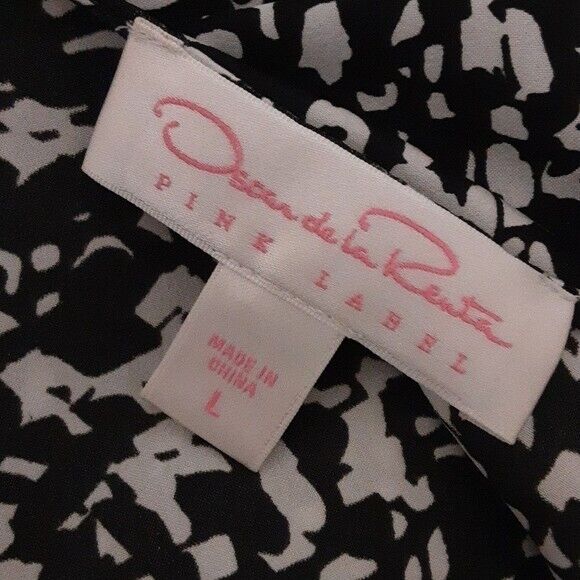 Oscar de la Renta
PINK LABEL
MADE IN
CHINA
L